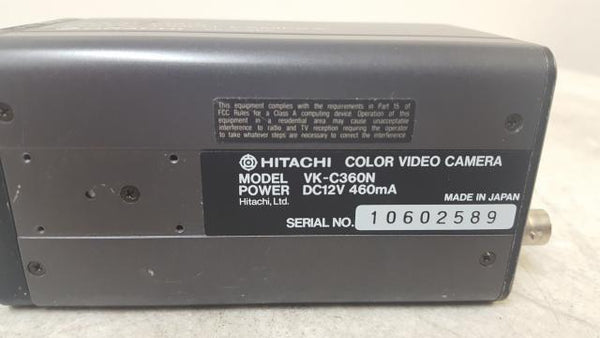 This equipment complies with the requirements in Part 15 of
FCC Rules for a Class A computing device. Operation of this
equipment in a residential area may cause unacceptable
interference to radio and TV reception requiring the operator
to take whatever steps are necessary to correct the interference
HITACHI COLOR VIDEO CAMERA
MODEL VK-C360N
POWER DC12V 460mA
Hitachi, Ltd.
MADE IN JAPAN
SERIAL NO. 10602589